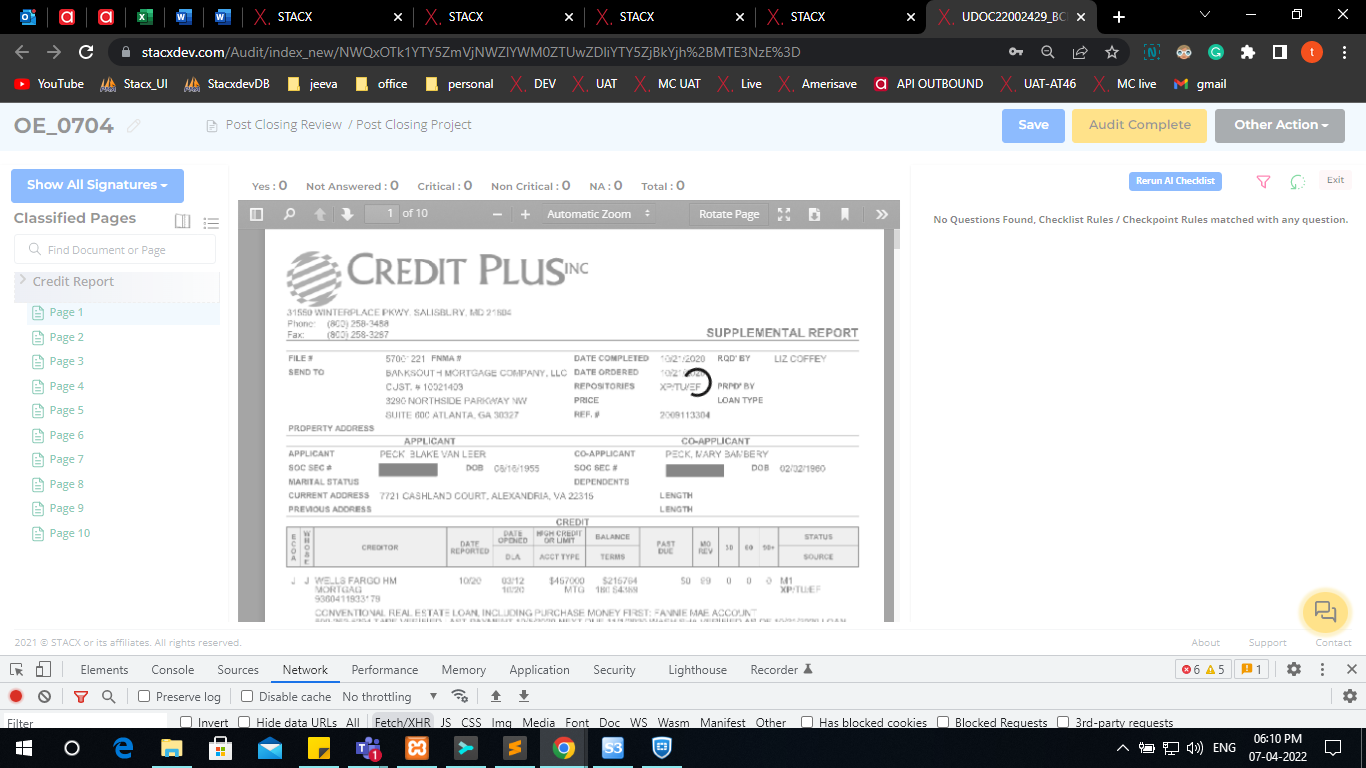 STACX
STACX
STACX
STACX
UDOC22002429_BC
stacxdev.com/Audit/index_new/NWQxOTk1YTY5ZmVjNWZlYWM0ZTUwZDliYTY5ZjBkYjh%2BMTE3NzE%3D
YouTube
Stacx_UI
StacxdevDB
jeeva
office
personal
DEV
UAT
MC UAT
Live
Amerisave
API OUTBOUND
UAT-AT46
MC live
gmail
OE_0704
Post Closing Review / Post Closing Project
Save
Audit Complete
Other Action
Show All Signatures
Yes : 0 Not Answered : 0 Critical : 0 Non Critical : 0 NA : 0 Total : 0
Rerun AI Checklist
Exit
Classified Pages
1 of 10
Automatic Zoom
Rotate Page
No Questions Found, Checklist Rules / Checkpoint Rules matched with any question.
Find Document or Page
Credit Report
Page 1
Page 2
Page 3
Page 4
Page 5
Page 6
Page 7
Page 8
Page 9
Page 10
CREDIT PLUS INC
31550 WINTERPLACE PKWY. SALISBURY, MD 21804
Phone: (800) 258-3488
Fax: (800) 258-3287
SUPPLEMENTAL REPORT
FILE # FNMA # DATE COMPLETED 10/21/2020 RQD' BY LIZ COFFEY
SEND TO BANKSOUTH MORTGAGE COMPANY, LLC DATE ORDERED
CUST. # 10021403 REPOSITORIES XP/TU/EF PRPD' BY
3290 NORTHSIDE PARKWAY NW PRICE LOAN TYPE
SUITE 600 ATLANTA, GA 30327 REF. # 2009113304
PROPERTY ADDRESS
APPLICANT CO-APPLICANT
APPLICANT PECK, BLAKE VAN LEER CO-APPLICANT PECK, MARY BAMBERY
SOC SEC # DOB 08/16/1955 SOC SEC # DOB 02/02/1960
MARITAL STATUS DEPENDENTS
CURRENT ADDRESS 7721 CASHLAND COURT, ALEXANDRIA, VA 22315 LENGTH
PREVIOUS ADDRESS LENGTH
CREDIT
ECOA WHOSE CREDITOR DATE REPORTED DATE OPENED HIGH CREDIT OR LIMIT BALANCE PAST DUE MO REV 30 60 90+ STATUS
DLA ACCT TYPE TERMS SOURCE
J J WELLS FARGO HM 10/20 03/12 $457000 $0 0 0 0 M1
MORTGAG 10/20 MTG XP/TU/EF
CONVENTIONAL REAL ESTATE LOAN, INCLUDING PURCHASE MONEY FIRST; FANNIE MAE ACCOUNT
2021 © STACX or its affiliates. All rights reserved.
About
Support
Contact
Elements
Console
Sources
Network
Performance
Memory
Application
Security
Lighthouse
Recorder
6 5 1
Preserve log
Disable cache
No throttling
Filter
Invert
Hide data URLs
All
Fetch/XHR
JS
CSS
Img
Media
Font
Doc
WS
Wasm
Manifest
Other
Has blocked cookies
Blocked Requests
3rd-party requests
ENG
06:10 PM
07-04-2022